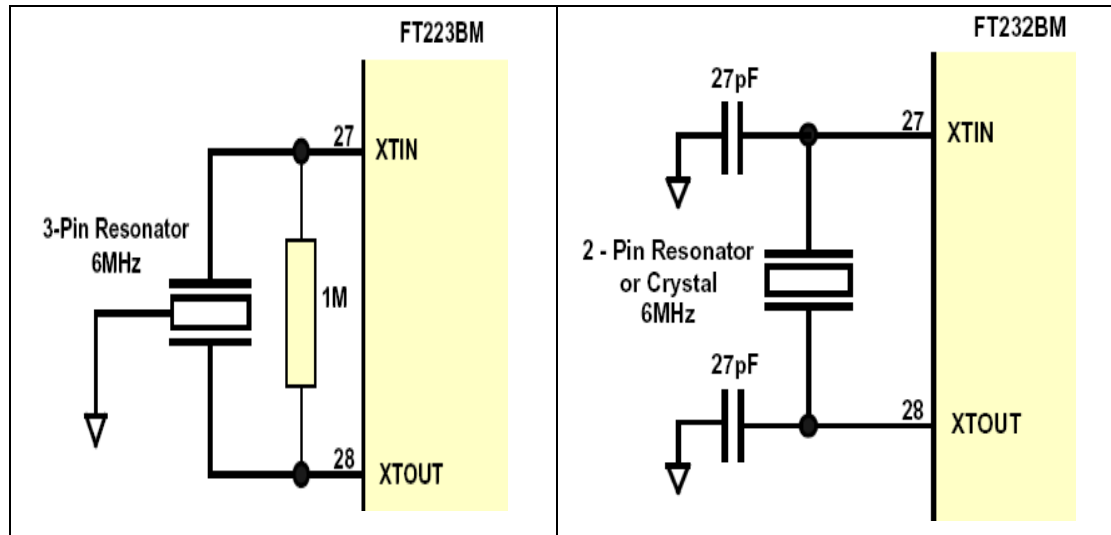 FT223BM
27
XTIN
3-Pin Resonator
6MHz
1M
28
XTOUT
FT232BM
27pF
27
XTIN
2 - Pin Resonator
or Crystal
6MHz
27pF
28
XTOUT